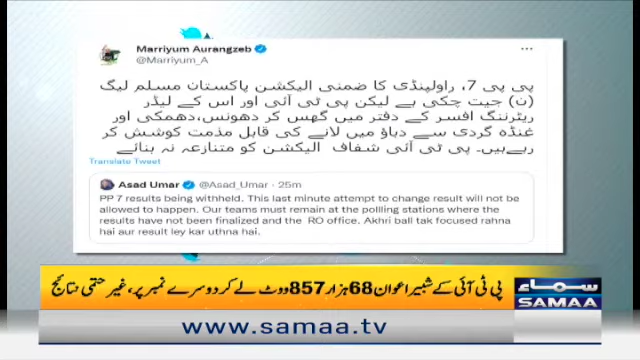 Marriyum Aurangzeb
@Marriyum_A
پی پی 7، راولپنڈی کا ضمنی الیکشن پاکستان مسلم لیگ
(ن) جیت چکی ہے لیکن پی ٹی آئی اور اس کے لیڈر
ریٹرننگ افسر کے دفتر میں گھس کر دھونس،دھمکی اور
غنڈہ گردی سے دباؤ میں لانے کی قابل مذمت کوشش کر
رہےہیں۔ پی ٹی آئی شفاف الیکشن کو متنازعہ نہ بنائے
Translate Tweet
Asad Umar @Asad_Umar · 25m
PP 7 results being withheld. This last minute attempt to change result will not be
allowed to happen. Our teams must remain at the pollling stations where the
results have not been finalized and the RO office. Akhri ball tak focused rahna
hai aur result ley kar uthna hai.
پی ٹی آئی کے شبیر اعوان 68 ہزار 857 ووٹ لے کر دوسرے نمبر پر، غیر حتمی نتائج
سماء
SAMAA
www.samaa.tv